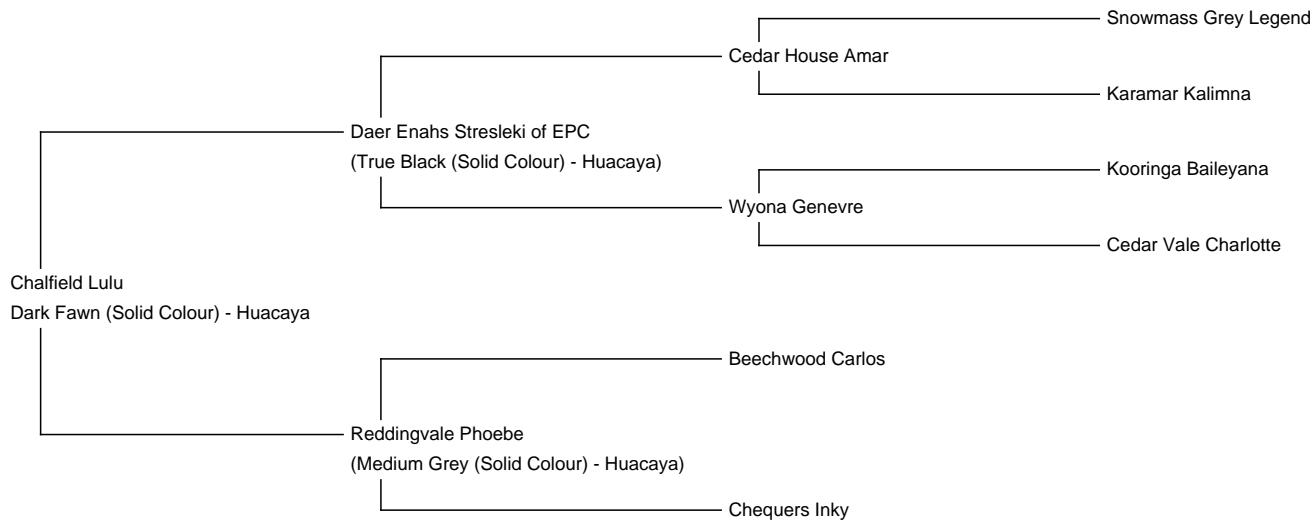 Snowmass Grey Legend
Cedar House Amar
Karamar Kalimna
Daer Enahs Stresleki of EPC
(True Black (Solid Colour) - Huacaya)
Kooringa Baileyana
Wyona Genevre
Cedar Vale Charlotte
Chalfield Lulu
Dark Fawn (Solid Colour) - Huacaya
Beechwood Carlos
Reddingvale Phoebe
(Medium Grey (Solid Colour) - Huacaya)
Chequers Inky